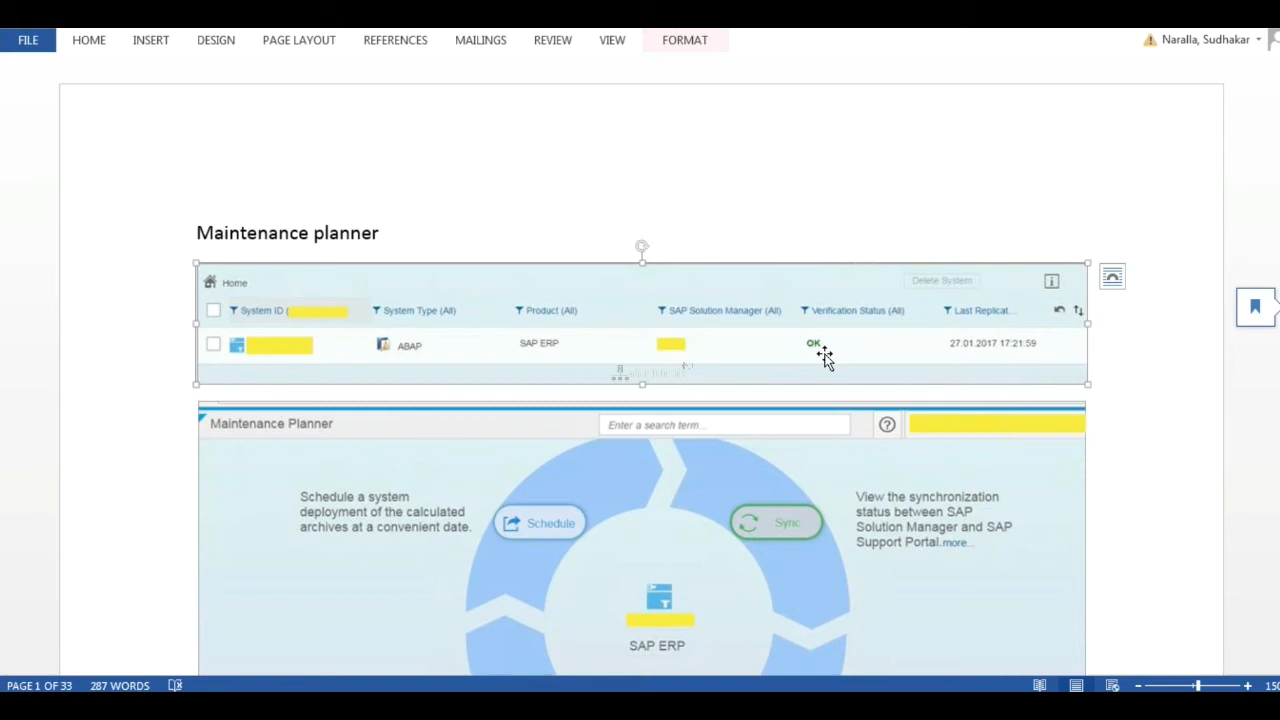 FILE HOME INSERT DESIGN PAGE LAYOUT REFERENCES MAILINGS REVIEW VIEW FORMAT Naralla, Sudhakar
Maintenance planner
Home Delete System
System ID ( System Type (All) Product (All) SAP Solution Manager (All) Verification Status (All) Last Replicat...
ABAP SAP ERP OK 27.01.2017 17:21:59
Maintenance Planner Enter a search term...
Schedule a system
deployment of the calculated
archives at a convenient date.
Schedule
Sync
View the synchronization
status between SAP
Solution Manager and SAP
Support Portal.more...
SAP ERP
PAGE 1 OF 33 287 WORDS